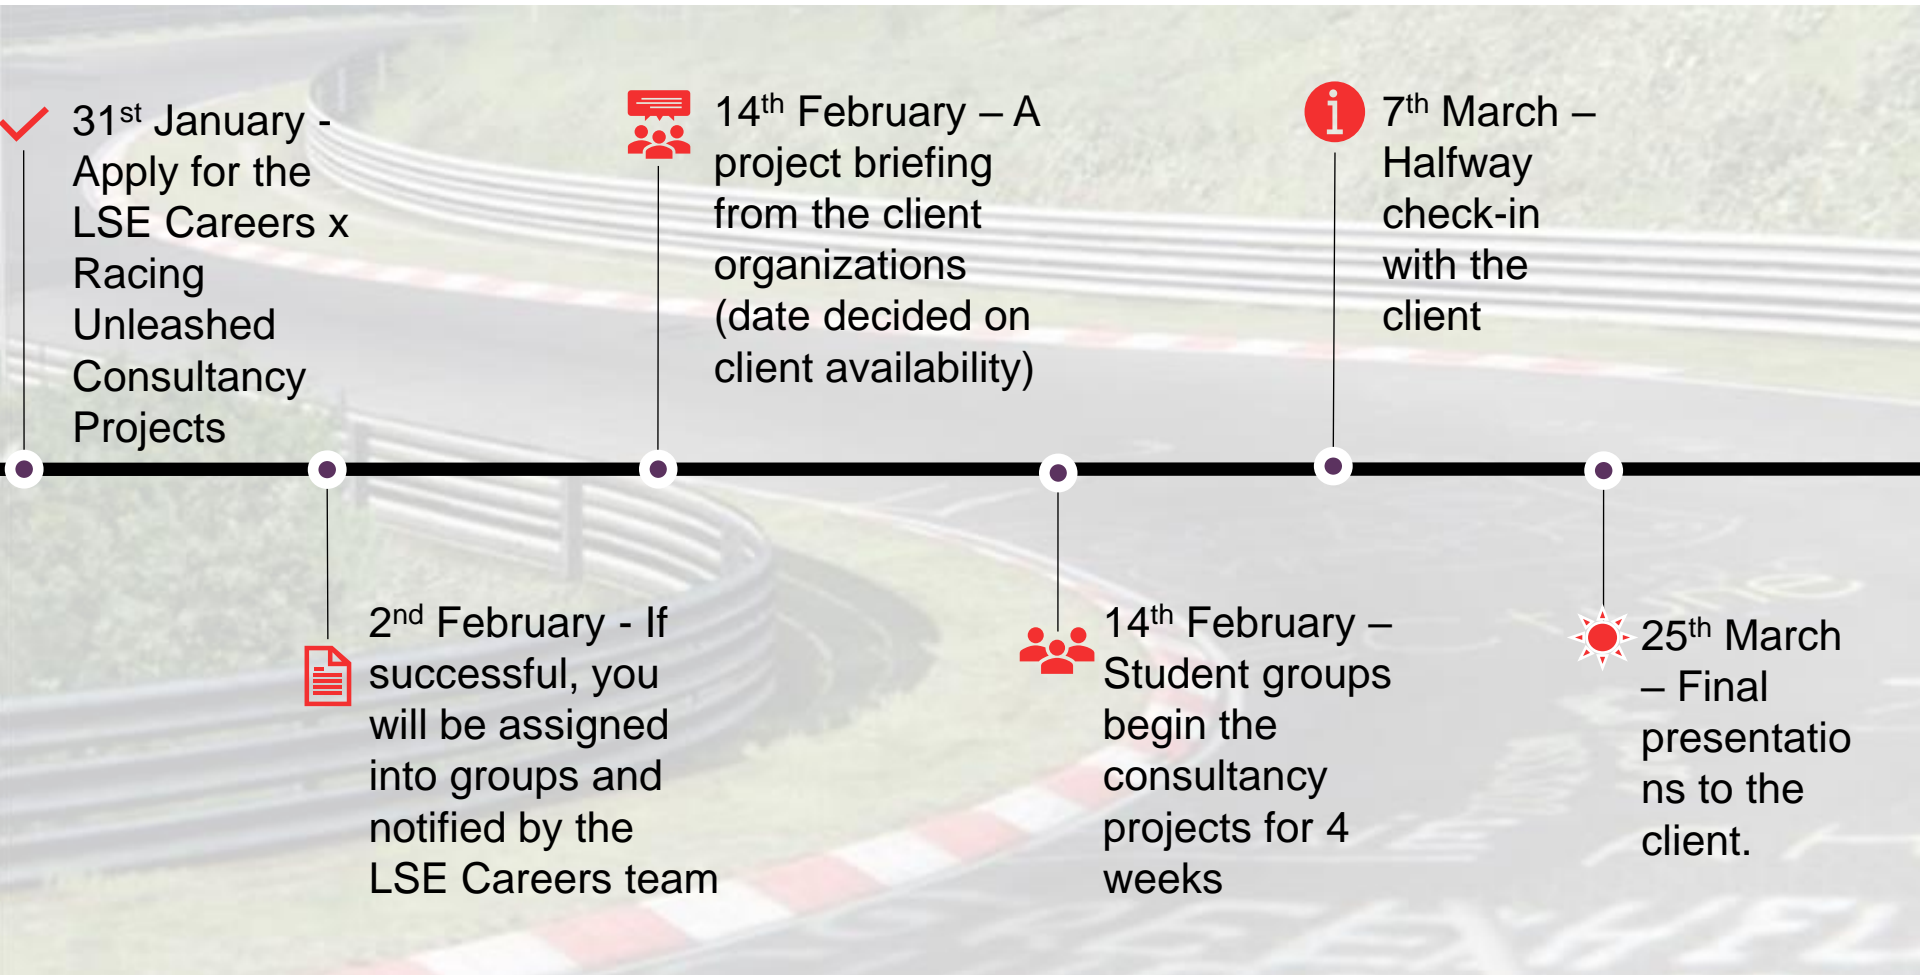 31st January -
Apply for the
LSE Careers x
Racing
Unleashed
Consultancy
Projects
2nd February - If
successful, you
will be assigned
into groups and
notified by the
LSE Careers team
14th February – A
project briefing
from the client
organizations
(date decided on
client availability)
14th February –
Student groups
begin the
consultancy
projects for 4
weeks
7th March –
Halfway
check-in
with the
client
25th March
– Final
presentatio
ns to the
client.